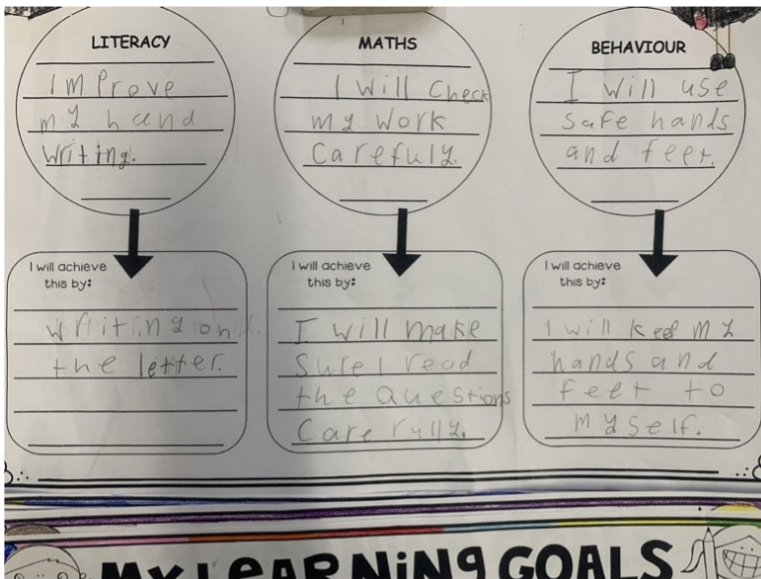 LITERACY
Improve
my hand
writing.
I will achieve
this by:
writing on
the letter.
MATHS
I will check
my work
Carefuly.
I will achieve
this by:
I will make
Sure I read
the Questions
Carefully.
BEHAVIOUR
I will use
safe hands
and feet.
I will achieve
this by:
I will keep my
hands and
feet to
myself.
MY LEARNING GOALS